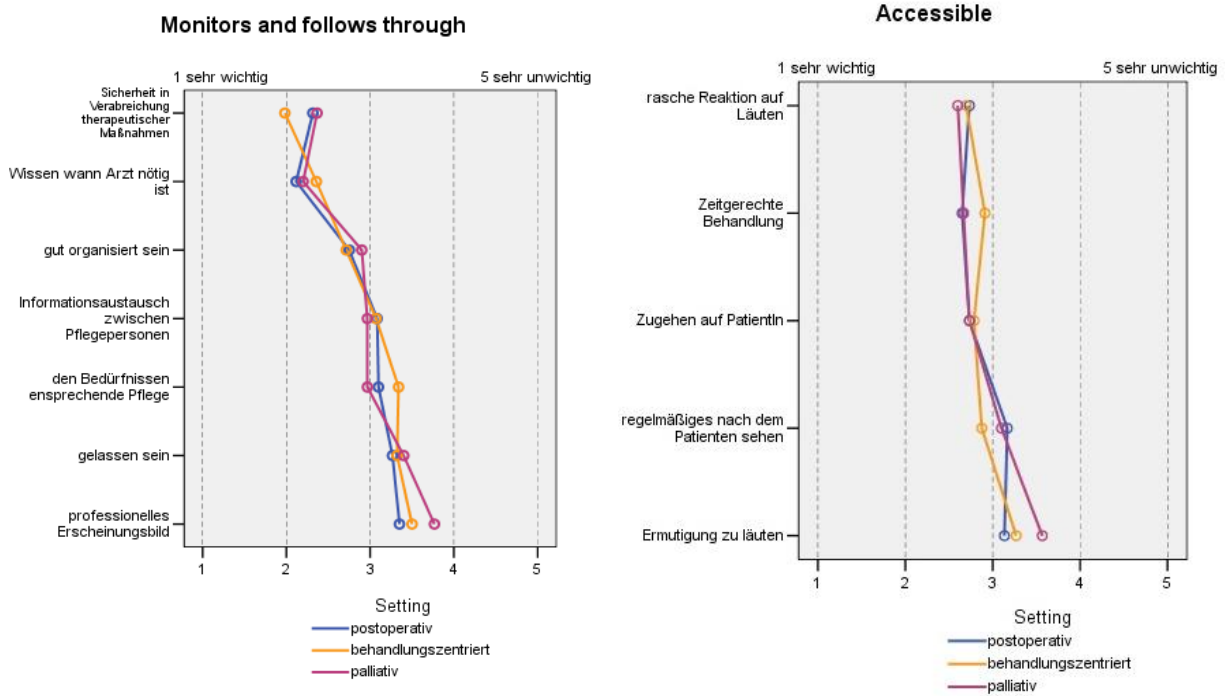 Monitors and follows through
1 sehr wichtig
5 sehr unwichtig
Sicherheit in
Verabreichung
therapeutischer
Maßnahmen
Wissen wann Arzt nötig
ist
gut organisiert sein
Informationsaustausch
zwischen
Pflegepersonen
den Bedürfnissen
ensprechende Pflege
gelassen sein
professionelles
Erscheinungsbild
1 2 3 4 5
Setting
postoperativ
behandlungszentriert
palliativ
Accessible
1 sehr wichtig
5 sehr unwichtig
rasche Reaktion auf
Läuten
Zeitgerechte
Behandlung
Zugehen auf PatientIn
regelmäßiges nach dem
Patienten sehen
Ermutigung zu läuten
1 2 3 4 5
Setting
postoperativ
behandlungszentriert
palliativ